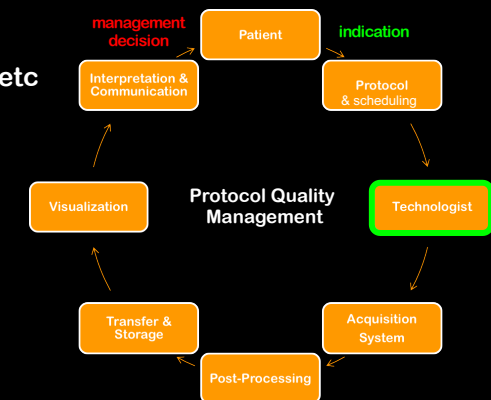 management
decision
Patient
indication
etc
Interpretation &
Communication
Protocol
& scheduling
Visualization
Protocol Quality
Management
Technologist
Transfer &
Storage
Acquisition
System
Post-Processing